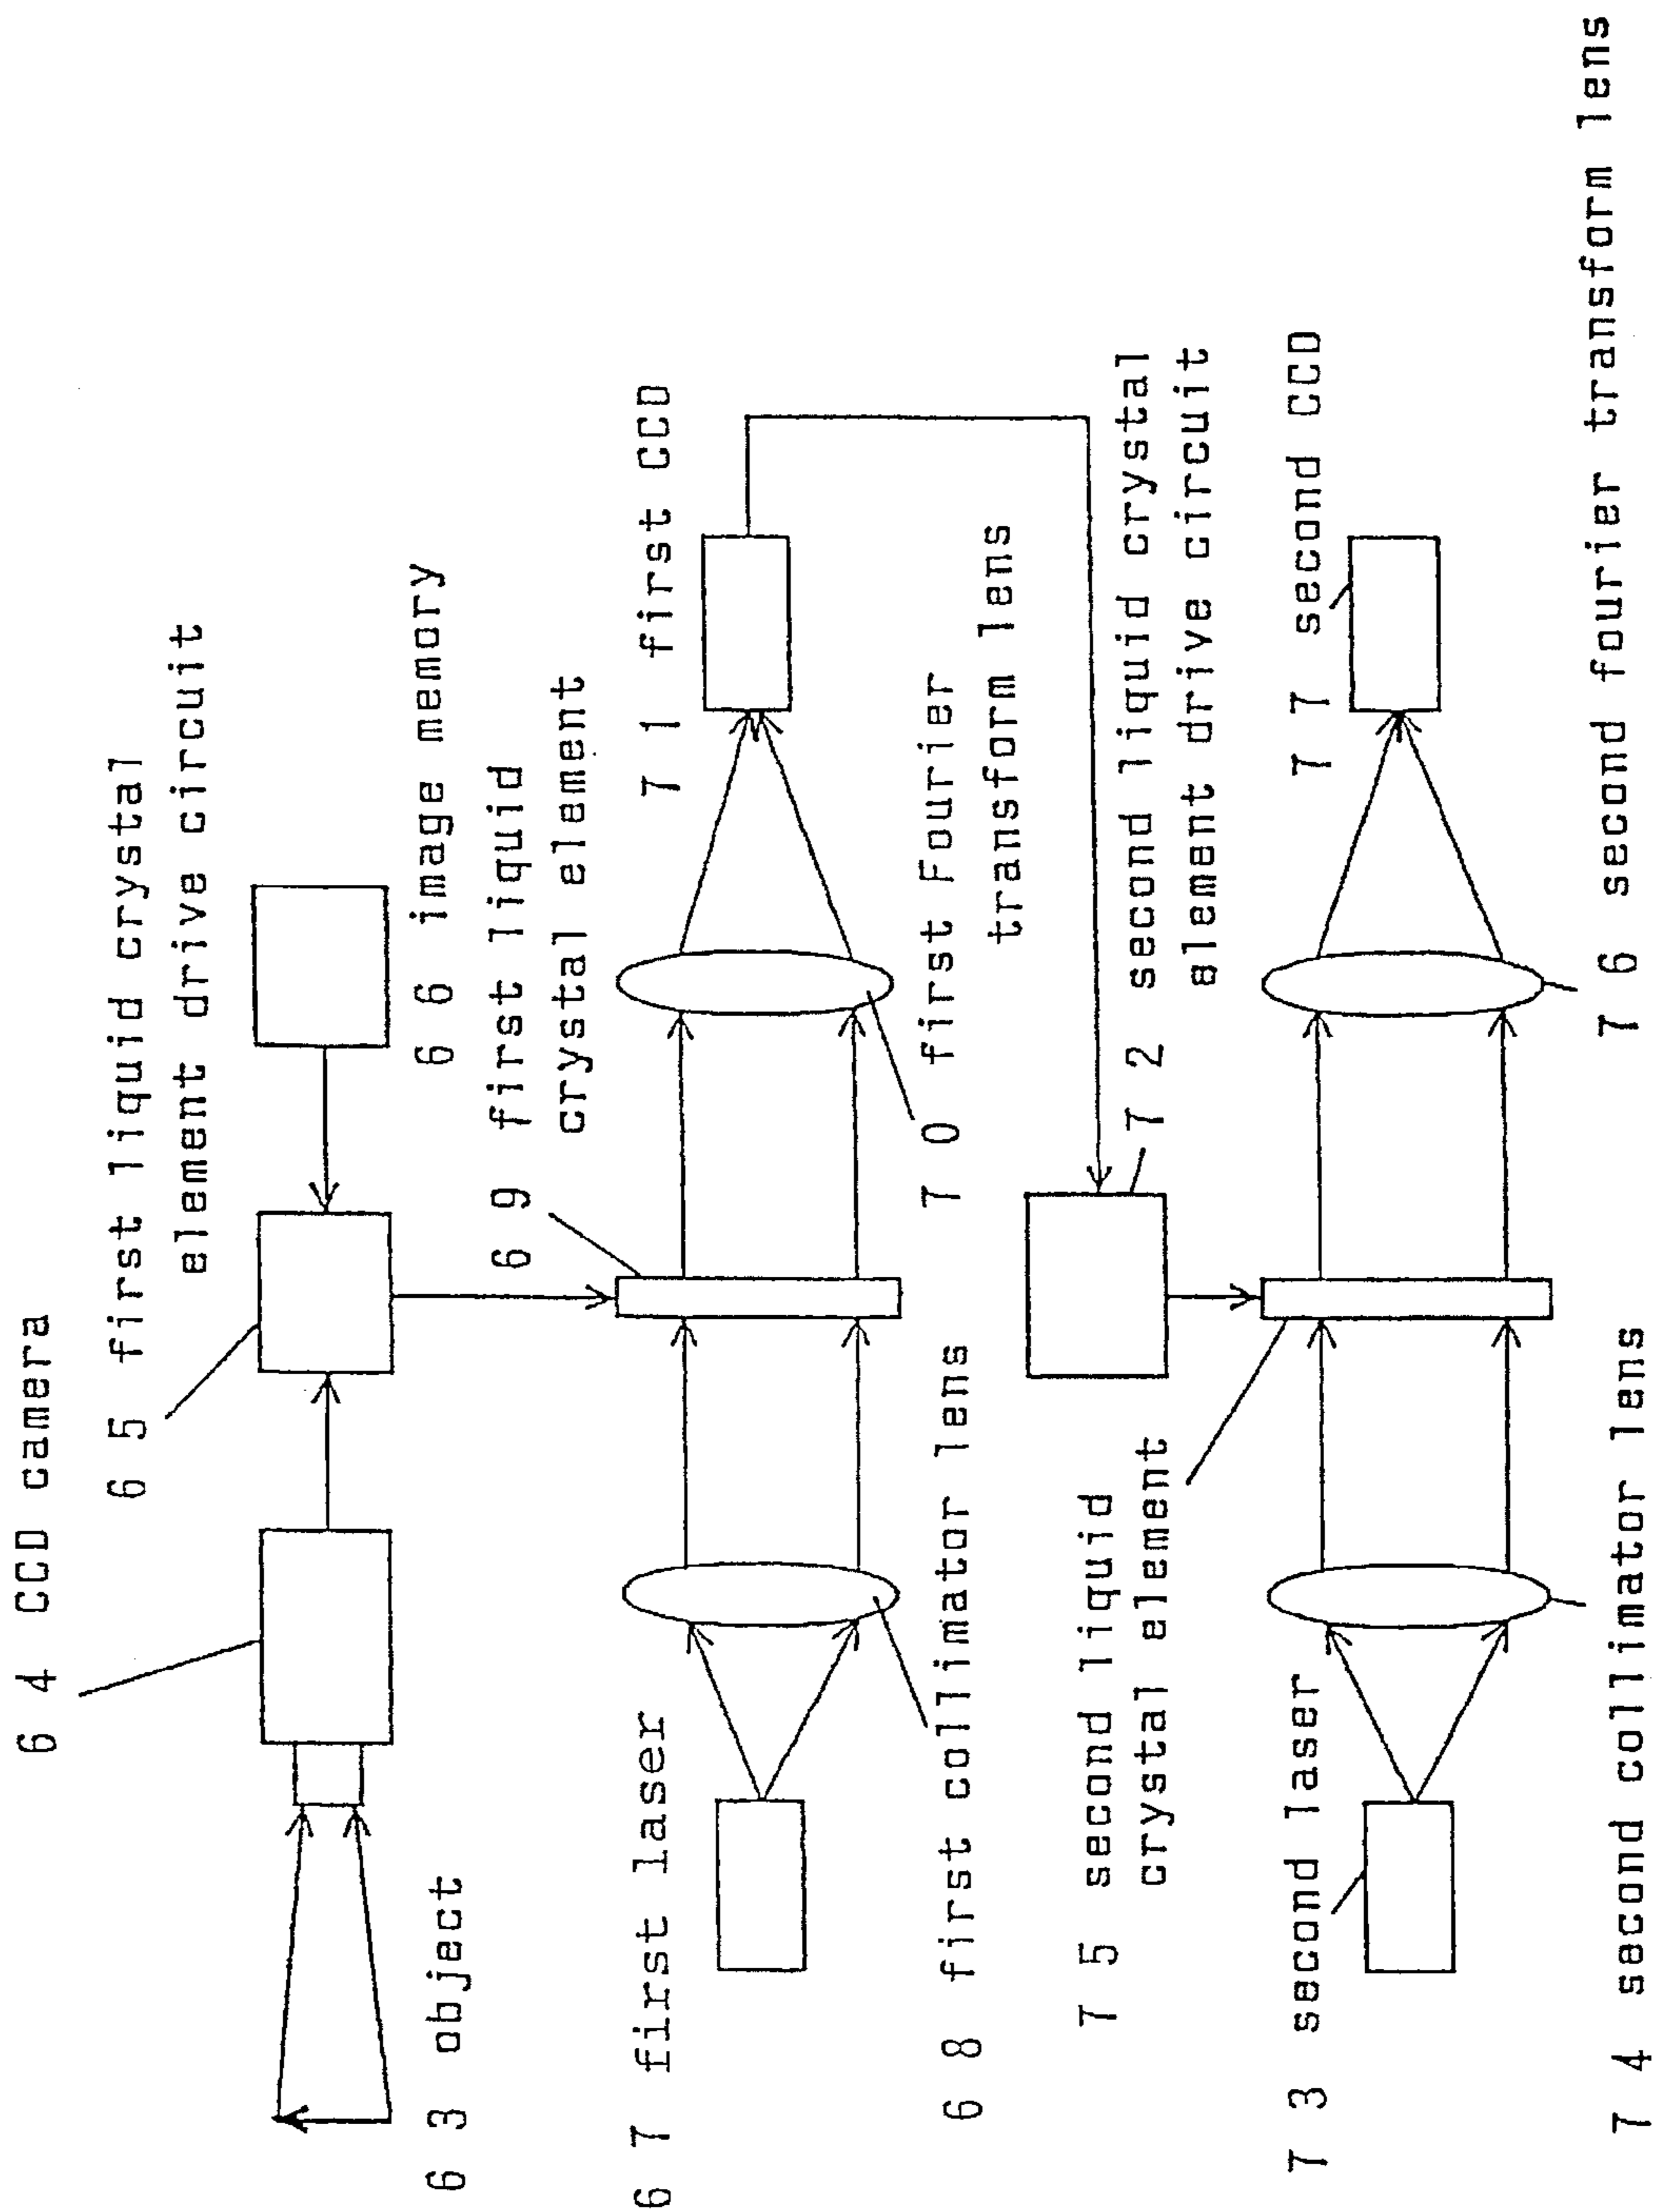 6 4 CCD camera
6 5 first liquid crystal
element drive circuit
6 3 object
6 6 image memory
6 9 first liquid
crystal element
6 7 first laser
7 1 first CCD
6 8 first collimator lens
7 0 first Fourier
transform lens
7 5 second liquid
crystal element
7 2 second liquid crystal
element drive circuit
7 3 second laser
7 7 second CCD
7 4 second collimator lens
7 6 second fourier transform lens